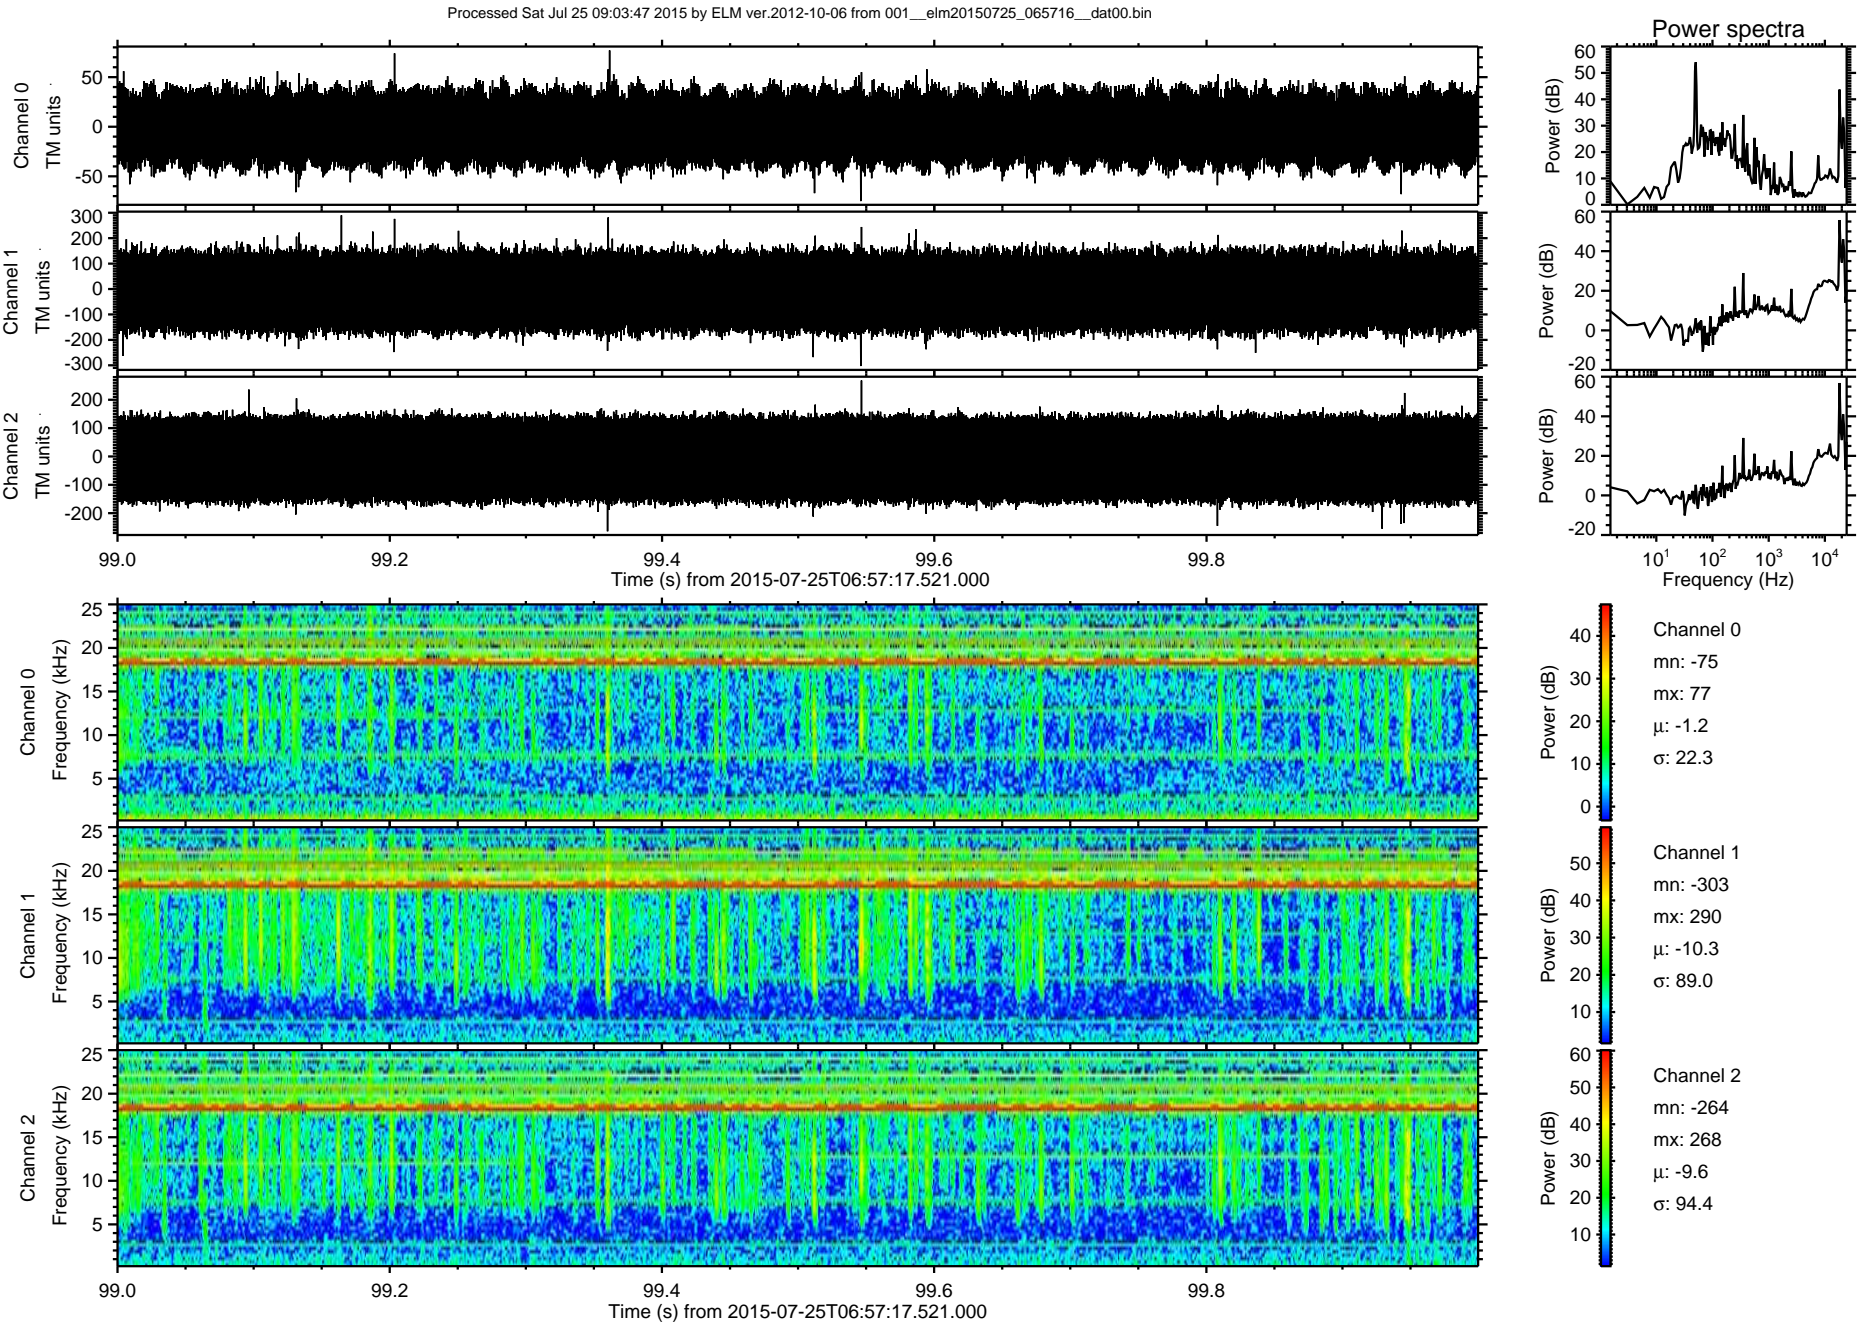 Processed Sat Jul 25 09:03:47 2015 by ELM ver.2012-10-06 from 001__elm20150725_065716__dat00.bin
Power spectra
Channel 0
TM units
50
0
-50
Power (dB)
60
50
40
30
20
10
0
Channel 1
TM units
300
200
100
0
-100
-200
-300
Power (dB)
60
40
20
0
-20
Channel 2
TM units
200
100
0
-100
-200
Power (dB)
60
40
20
0
-20
99.0 99.2 99.4 99.6 99.8
Time (s) from 2015-07-25T06:57:17.521.000
10¹ 10² 10³ 10⁴
Frequency (Hz)
Channel 0
Frequency (kHz)
25
20
15
10
5
Power (dB)
40
30
20
10
0
Channel 0
mn: -75
mx: 77
µ: -1.2
σ: 22.3
Channel 1
Frequency (kHz)
25
20
15
10
5
Power (dB)
50
40
30
20
10
Channel 1
mn: -303
mx: 290
µ: -10.3
σ: 89.0
Channel 2
Frequency (kHz)
25
20
15
10
5
Power (dB)
60
50
40
30
20
10
Channel 2
mn: -264
mx: 268
µ: -9.6
σ: 94.4
99.0 99.2 99.4 99.6 99.8
Time (s) from 2015-07-25T06:57:17.521.000